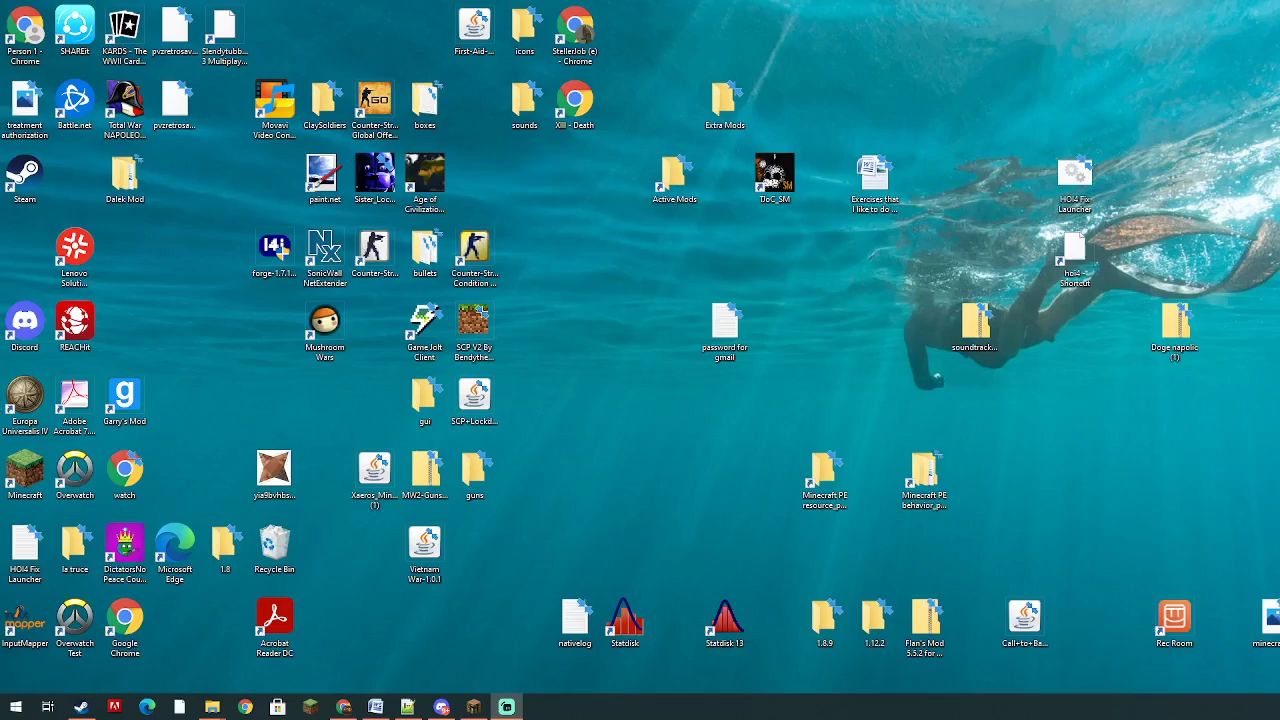 Person 1 -
Chrome
SHAREit
KARDS - The
WWII Card...
pvzretrosav...
Slendytubb...
3 Multiplay...
First-Aid-...
icons
StellerJob (e)
- Chrome
treatment
authorization
Battle.net
Total War
NAPOLEO...
pvzretrosa...
Movavi
Video Con...
ClaySoldiers
GO
Counter-Str...
Global Offe...
boxes
sounds
XIII - Death
Extra Mods
Steam
Dalek Mod
paint.net
Sister_Loc...
Age of
Civilizatio...
Active Mods
SM
DoC_SM
Exercises that
I like to do ...
HOI4 Fix
Launcher
Lenovo
Soluti...
14j
forge-1.7.1...
SonicWall
NetExtender
Counter-Str...
bullets
Counter-Str...
Condition ...
hoi4 -
Shortcut
Discord
REACHit
Mushroom
Wars
GameJolt
Client
SCP V2 By
Bendythe...
password for
gmail
soundtrack...
Doge napolic
(1)
Europa
Universalis IV
Adobe
Acrobat 7....
Garry's Mod
gui
SCP+Lockd...
Minecraft
Overwatch
watch
yia9bvhbs...
Xaeros_Min...
(1)
MW2-Guns...
guns
Minecraft PE
resource_p...
Minecraft PE
behavior_p...
HOI4 Fix
Launcher
la truce
DictatorsNo
Peace Cou...
Microsoft
Edge
1.8
Recycle Bin
Vietnam
War-1.0.1
mapper
InputMapper
Overwatch
Test
Google
Chrome
Acrobat
Reader DC
nativelog
Statdisk
Statdisk 13
1.8.9
1.12.2
Flan's Mod
5.5.2 for ...
Call+to+Ba...
Rec Room
minecra